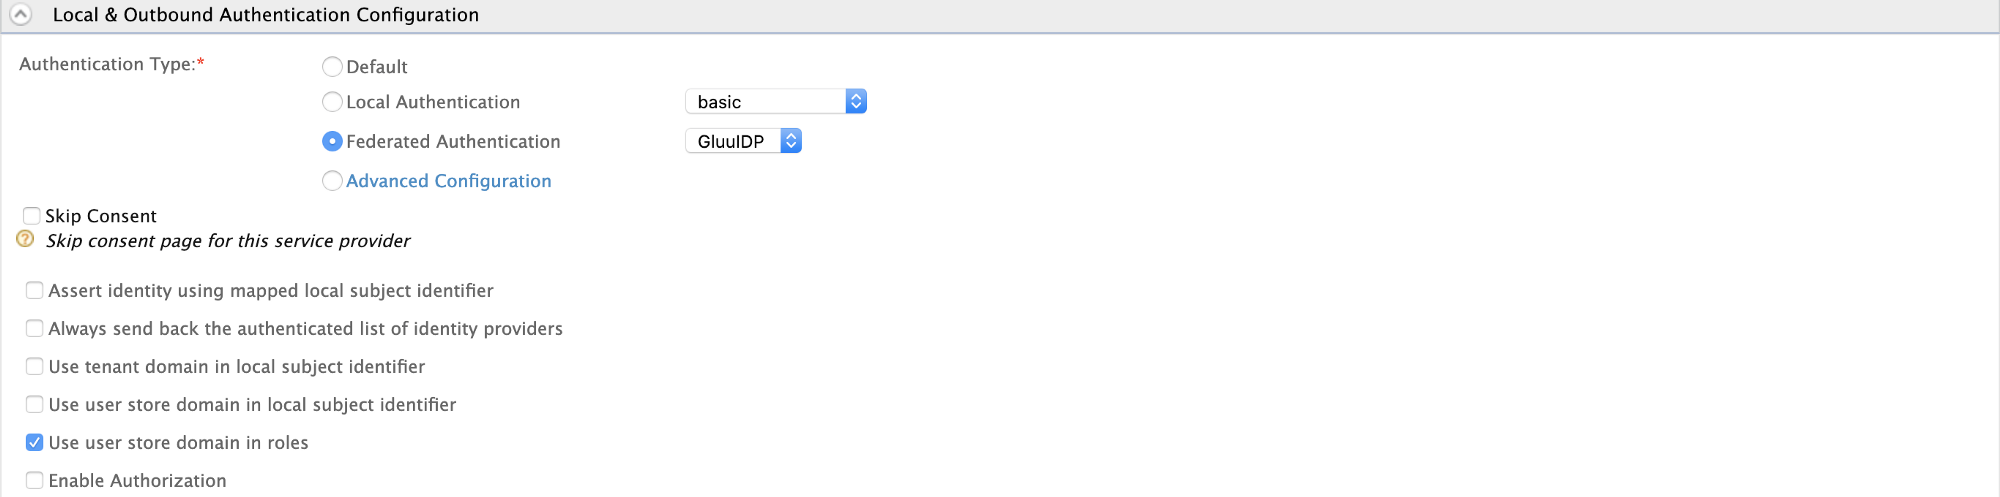 Local & Outbound Authentication Configuration
Authentication Type:*
Default
Local Authentication basic
Federated Authentication GluuIDP
Advanced Configuration
Skip Consent
? Skip consent page for this service provider
Assert identity using mapped local subject identifier
Always send back the authenticated list of identity providers
Use tenant domain in local subject identifier
Use user store domain in local subject identifier
Use user store domain in roles
Enable Authorization